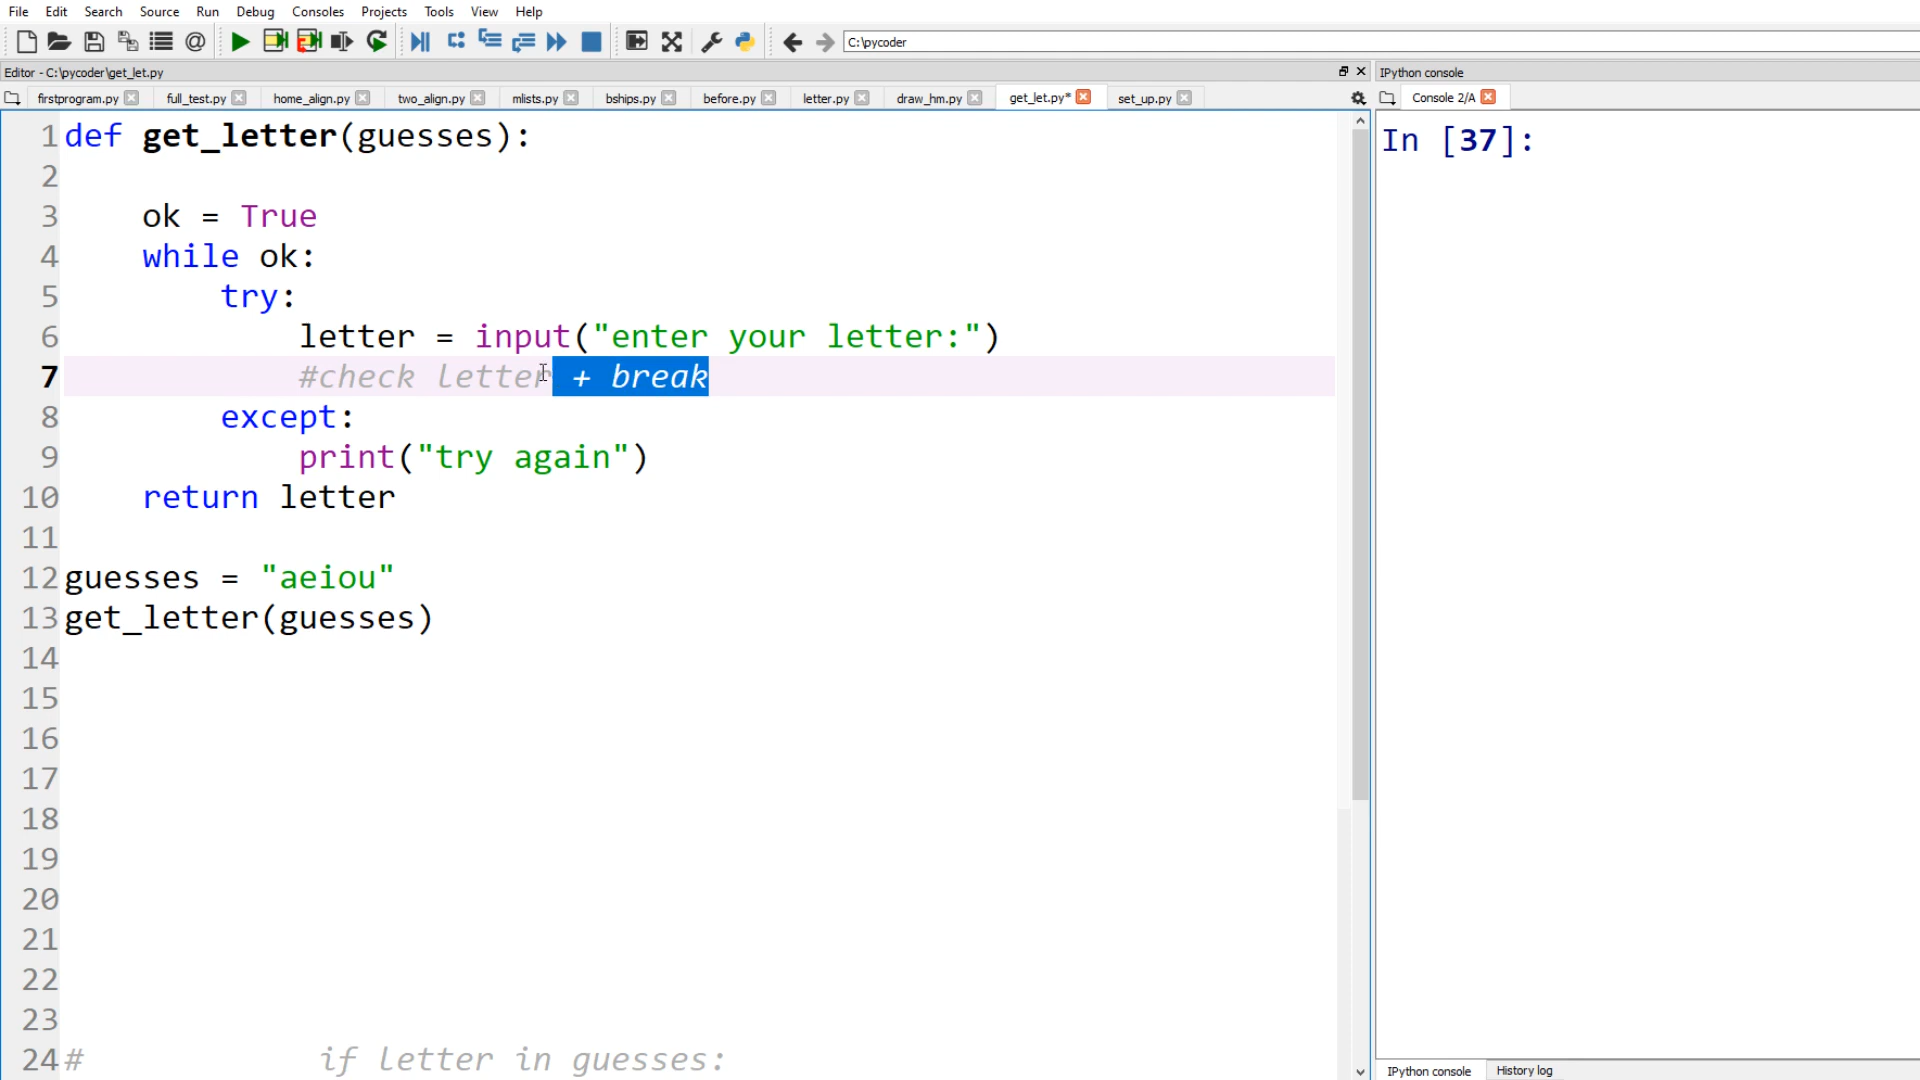 File Edit Search Source Run Debug Consoles Projects Tools View Help
C:\pycoder
Editor - C:\pycoder\get_let.py
IPython console
firstprogram.py full_test.py home_align.py two_align.py mlists.py bships.py before.py letter.py draw_hm.py get_let.py* set_up.py
Console 2/A
1 def get_letter(guesses):
2
3     ok = True
4     while ok:
5         try:
6             letter = input("enter your letter:")
7             #check letter + break
8         except:
9             print("try again")
10     return letter
11
12 guesses = "aeiou"
13 get_letter(guesses)
14
15
16
17
18
19
20
21
22
23
24 #            if letter in guesses:
In [37]:
IPython console History log